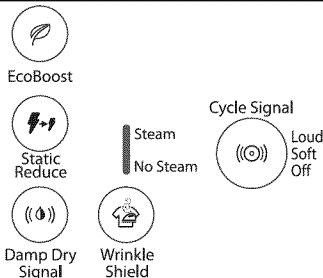 EcoBoost
Static
Reduce
Steam
No Steam
Cycle Signal
Loud
Soft
Off
Damp Dry
Signal
Wrinkle
Shield